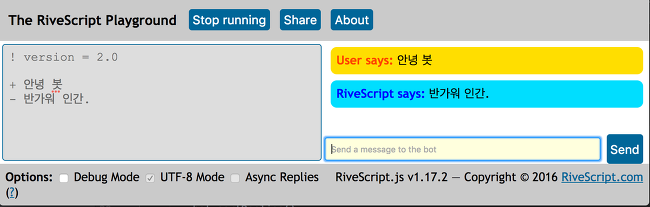 The RiveScript Playground
Stop running
Share
About
! version = 2.0
+ 안녕 봇
- 반가워 인간.
User says: 안녕 봇
RiveScript says: 반가워 인간.
Send a message to the bot
Send
Options: Debug Mode UTF-8 Mode Async Replies
(?)
RiveScript.js v1.17.2 — Copyright © 2016 RiveScript.com